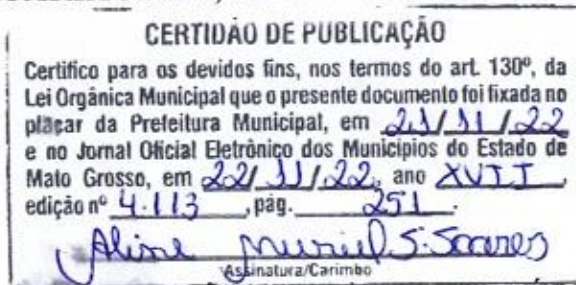 CERTIDÃO DE PUBLICAÇÃO
Certifico para os devidos fins, nos termos do art. 130º, da
Lei Orgânica Municipal que o presente documento foi fixada no
placar da Prefeitura Municipal, em 21/11/22
e no Jornal Oficial Eletrônico dos Municípios do Estado de
Mato Grosso, em 22/11/22, ano XVII,
edição nº 4.113, pág. 251.
Aline Muriel S. Soares
Assinatura/Carimbo